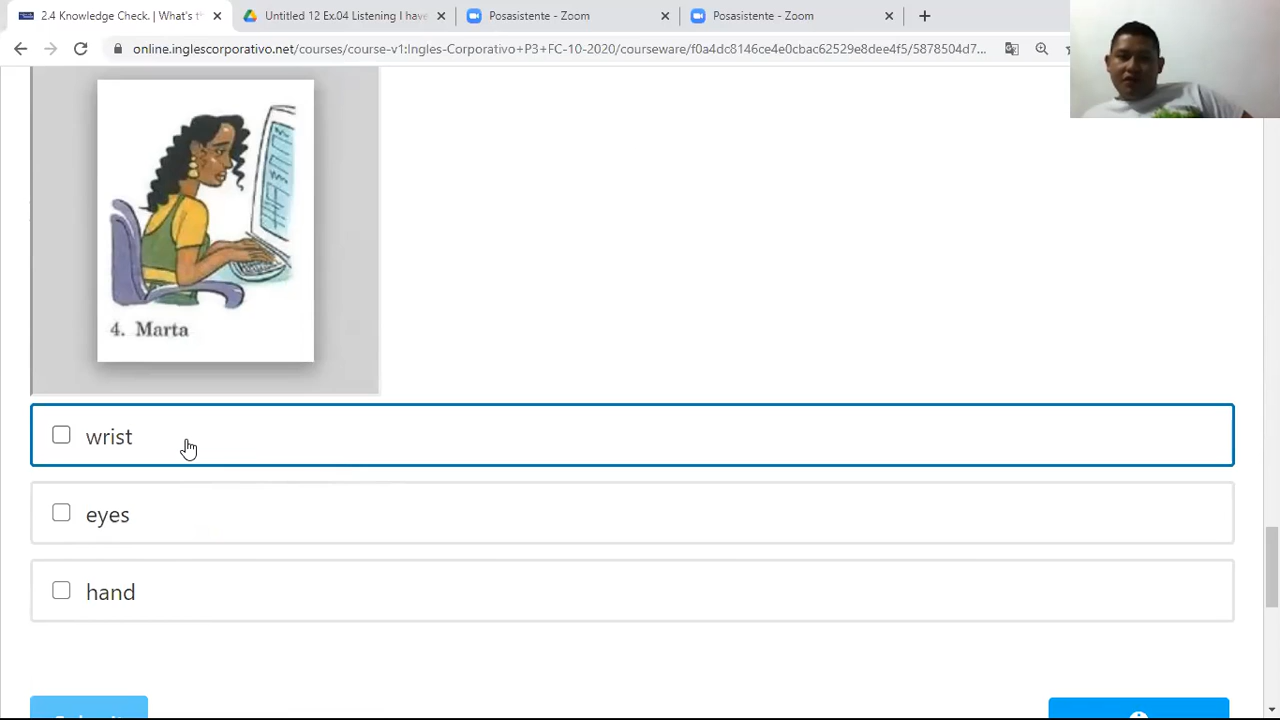 2.4 Knowledge Check. | What's t
Untitled 12 Ex.04 Listening I have
Posasistente - Zoom
Posasistente - Zoom
online.inglescorporativo.net/courses/course-v1:Ingles-Corporativo+P3+FC-10-2020/courseware/f0a4dc8146ce4e0cbac62529e8dee4f5/5878504d7...
4. Marta
wrist
eyes
hand